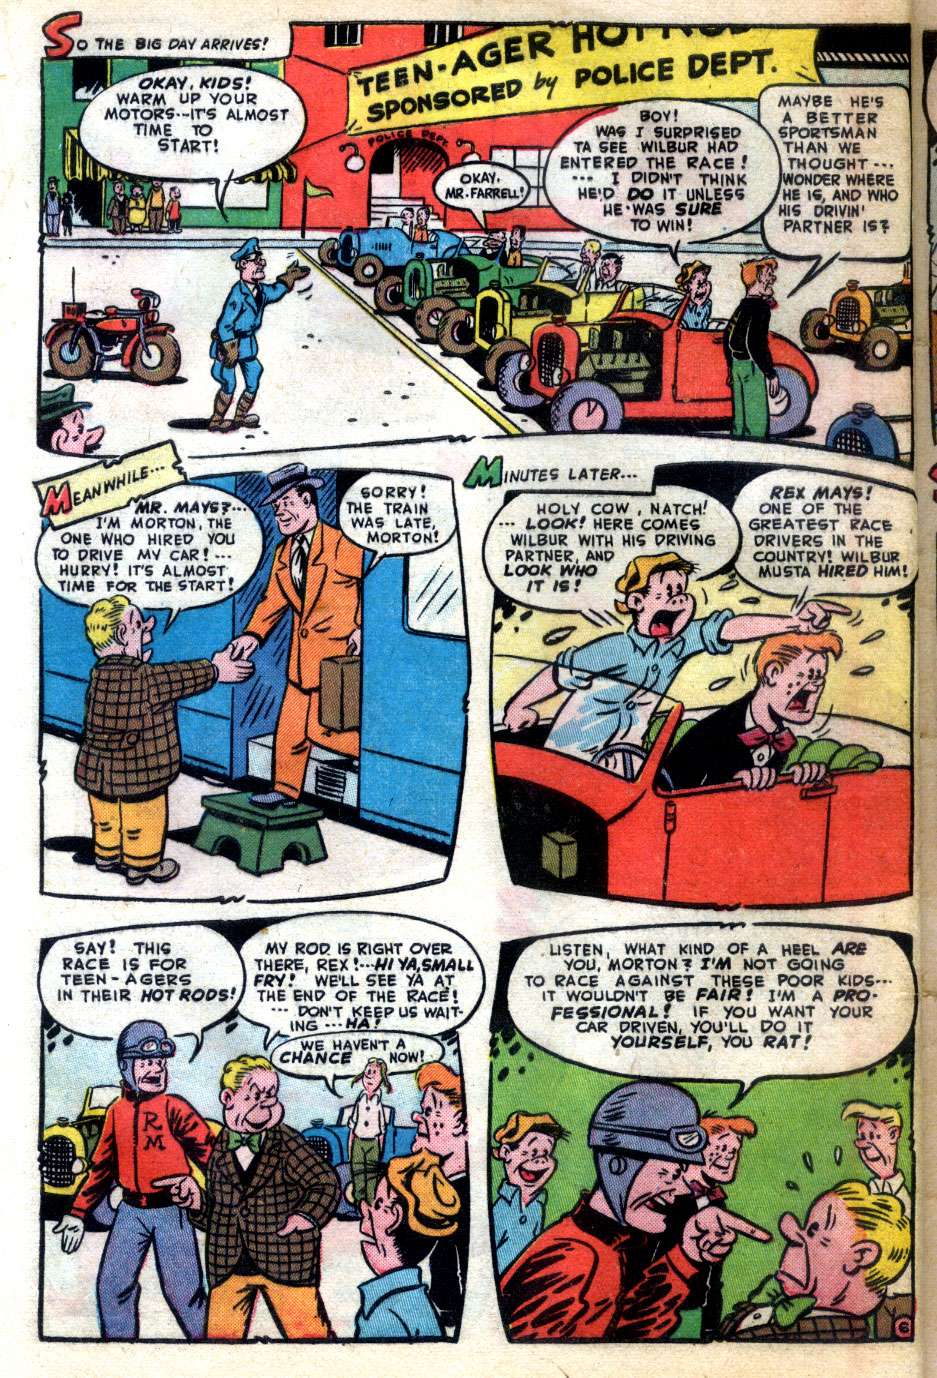 SO THE BIG DAY ARRIVES!
OKAY, KIDS!
WARM UP YOUR
MOTORS--IT'S ALMOST
TIME TO
START!
TEEN-AGER HOT ROD
SPONSORED by POLICE DEPT.
POLICE DEPT.
OKAY,
MR. FARRELL!
BOY!
WAS I SURPRISED
TA SEE WILBUR HAD
ENTERED THE RACE!
--- I DIDN'T THINK
HE'D DO IT UNLESS
HE WAS SURE
TO WIN!
MAYBE HE'S
A BETTER
SPORTSMAN
THAN WE
THOUGHT---
WONDER WHERE
HE IS, AND WHO
HIS DRIVIN'
PARTNER IS?
MEANWHILE---
MR. MAYS?---
I'M MORTON, THE
ONE WHO HIRED YOU
TO DRIVE MY CAR!---
HURRY! IT'S ALMOST
TIME FOR THE START!
SORRY!
THE TRAIN
WAS LATE,
MORTON!
MINUTES LATER---
HOLY COW, NATCH!
--- LOOK! HERE COMES
WILBUR WITH HIS DRIVING
PARTNER, AND
LOOK WHO
IT IS!
REX MAYS!
ONE OF THE
GREATEST RACE
DRIVERS IN THE
COUNTRY! WILBUR
MUSTA HIRED HIM!
SAY! THIS
RACE IS FOR
TEEN-AGERS
IN THEIR HOT RODS!
MY ROD IS RIGHT OVER
THERE, REX!---HI YA, SMALL
FRY! WE'LL SEE YA AT
THE END OF THE RACE!
--- DON'T KEEP US WAIT-
ING --- HA!
WE HAVEN'T A
CHANCE NOW!
R
M
LISTEN, WHAT KIND OF A HEEL ARE
YOU, MORTON? I'M NOT GOING
TO RACE AGAINST THESE POOR KIDS---
IT WOULDN'T BE FAIR! I'M A PRO-
FESSIONAL! IF YOU WANT YOUR
CAR DRIVEN, YOU'LL DO IT
YOURSELF, YOU RAT!
6